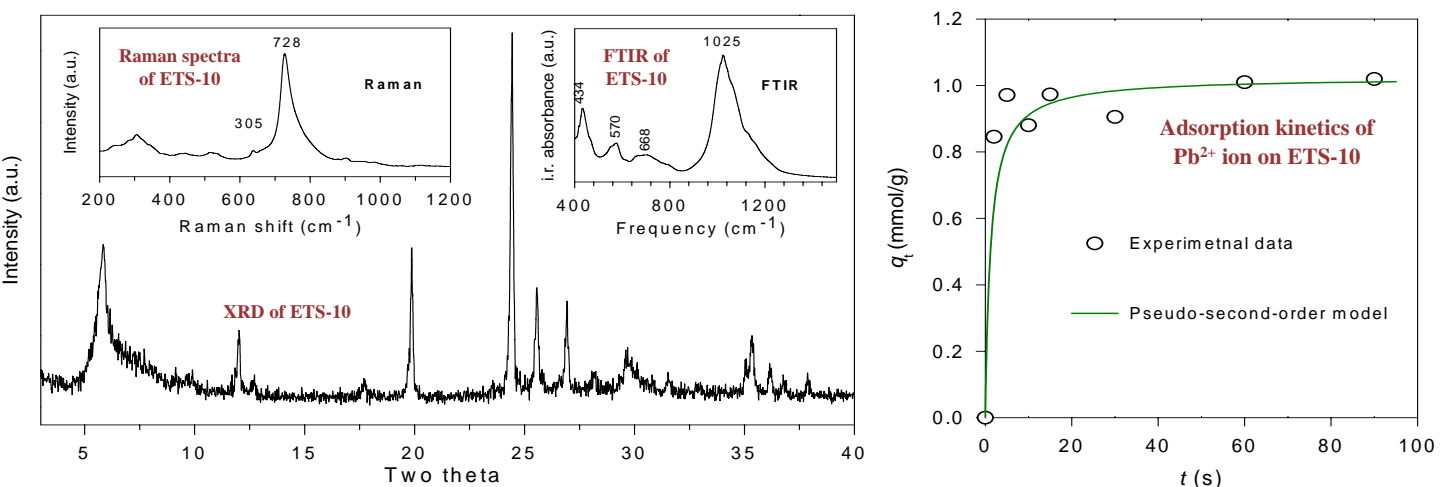 Raman spectra
of ETS-10
728
305
Raman
Intensity (a.u.)
200 400 600 800 1000 1200
Raman shift (cm-1)
FTIR of
ETS-10
1025
434
570
668
FTIR
i.r. absorbance (a.u.)
400 800 1200
Frequency (cm-1)
XRD of ETS-10
Intensity (a.u.)
5 10 15 20 25 30 35 40
Two theta
1.2
1.0
0.8
0.6
0.4
0.2
0.0
qt (mmol/g)
Adsorption kinetics of
Pb2+ ion on ETS-10
Experimetnal data
Pseudo-second-order model
0 20 40 60 80 100
t (s)